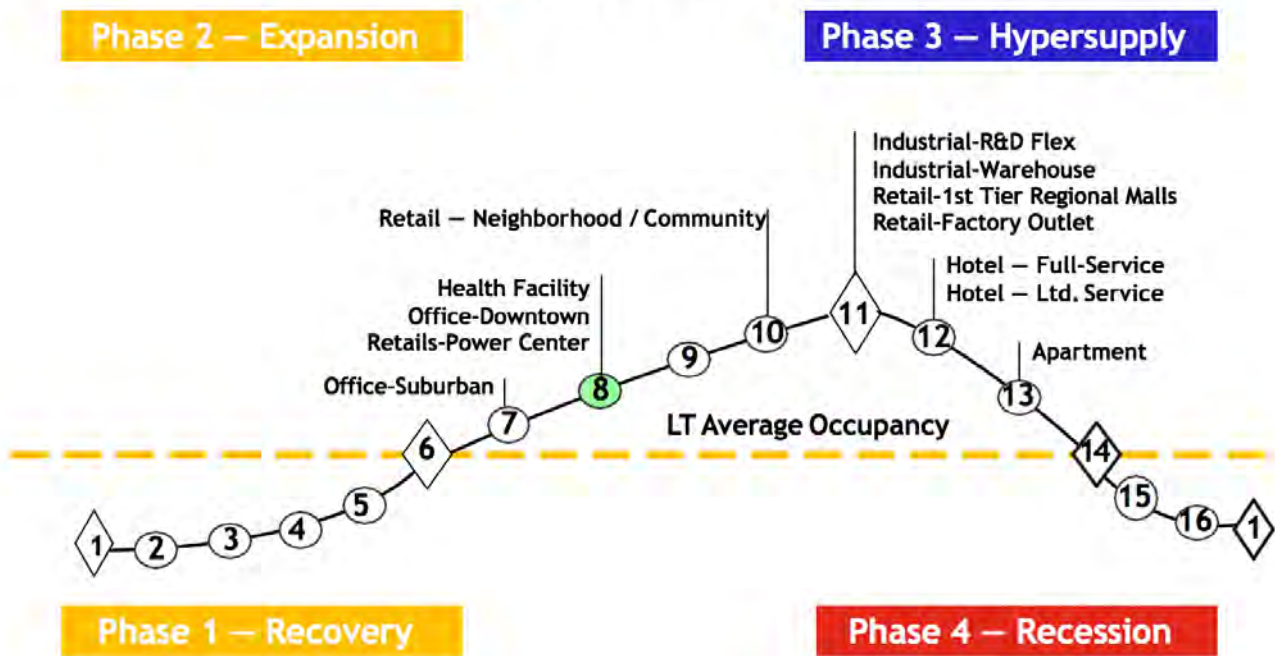 Phase 2 – Expansion
Phase 3 – Hypersupply
Industrial-R&D Flex
Industrial-Warehouse
Retail-1st Tier Regional Malls
Retail-Factory Outlet
Retail – Neighborhood / Community
Hotel – Full-Service
Hotel – Ltd. Service
Health Facility
Office-Downtown
Retails-Power Center
Apartment
Office-Suburban
LT Average Occupancy
1
2
3
4
5
6
7
8
9
10
11
12
13
14
15
16
1
Phase 1 – Recovery
Phase 4 – Recession